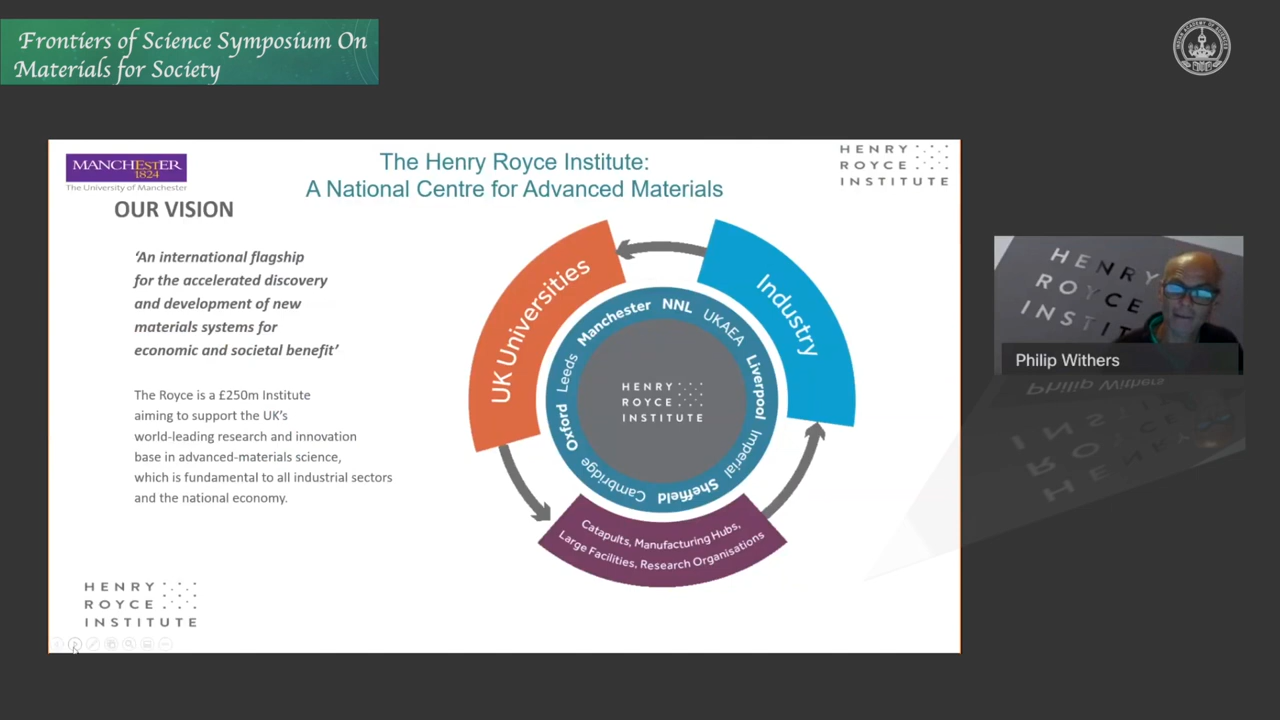 Frontiers of Science Symposium On
Materials for Society
MANCHESTER
1824
The University of Manchester
The Henry Royce Institute:
A National Centre for Advanced Materials
HENRY
ROYCE
INSTITUTE
OUR VISION
‘An international flagship
for the accelerated discovery
and development of new
materials systems for
economic and societal benefit’
The Royce is a £250m Institute
aiming to support the UK’s
world-leading research and innovation
base in advanced-materials science,
which is fundamental to all industrial sectors
and the national economy.
UK Universities
Industry
Catapults, Manufacturing Hubs,
Large Facilities, Research Organisations
Manchester
NNL
UKAEA
Liverpool
Imperial
Sheffield
Cambridge
Oxford
Leeds
HENRY
ROYCE
INSTITUTE
HENRY
ROYCE
INSTITUTE
HENRY
ROYCE
Philip Withers